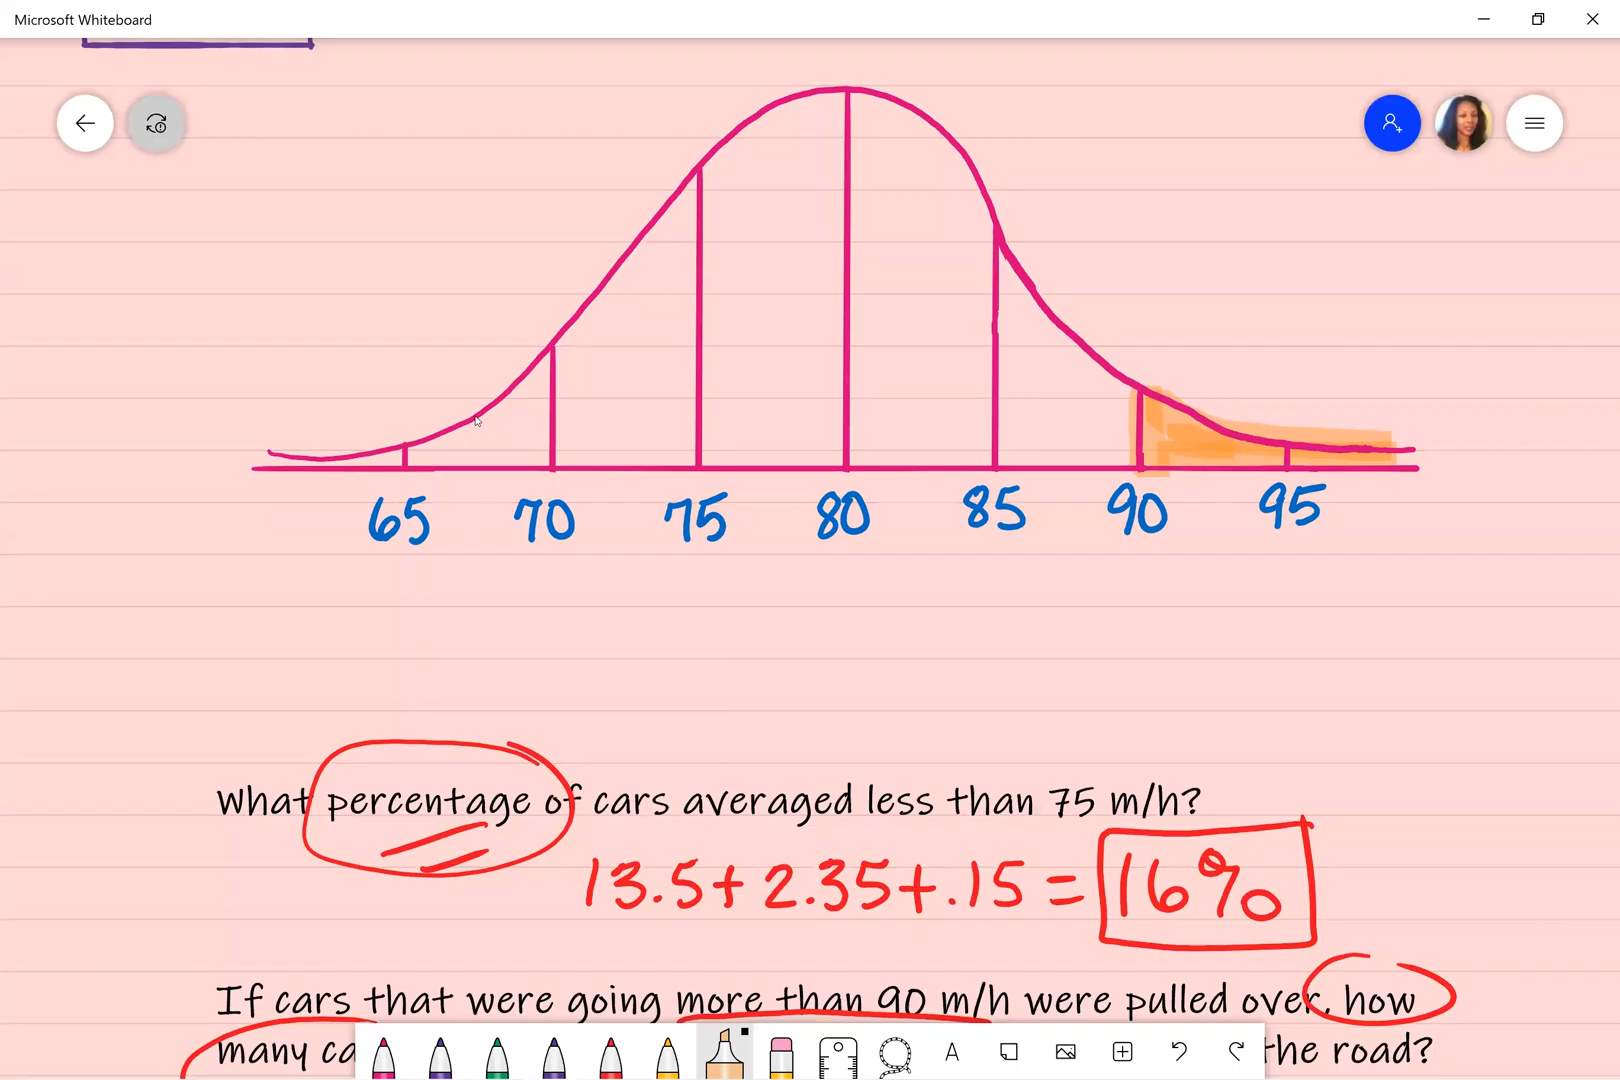 Microsoft Whiteboard
65 70 75 80 85 90 95
What percentage of cars averaged less than 75 m/h?
13.5 + 2.35 + .15 = 16%
If cars that were going more than 90 m/h were pulled over, how
many the road?
A